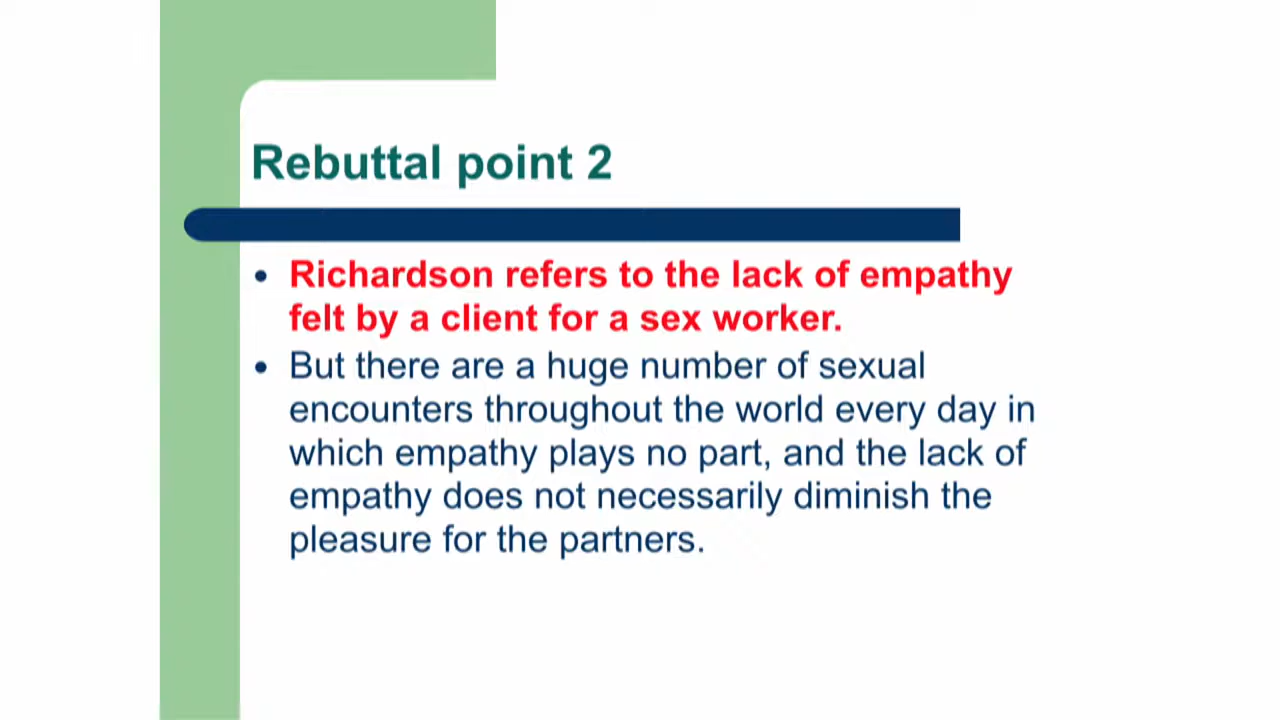 Rebuttal point 2
• Richardson refers to the lack of empathy
felt by a client for a sex worker.
• But there are a huge number of sexual
encounters throughout the world every day in
which empathy plays no part, and the lack of
empathy does not necessarily diminish the
pleasure for the partners.